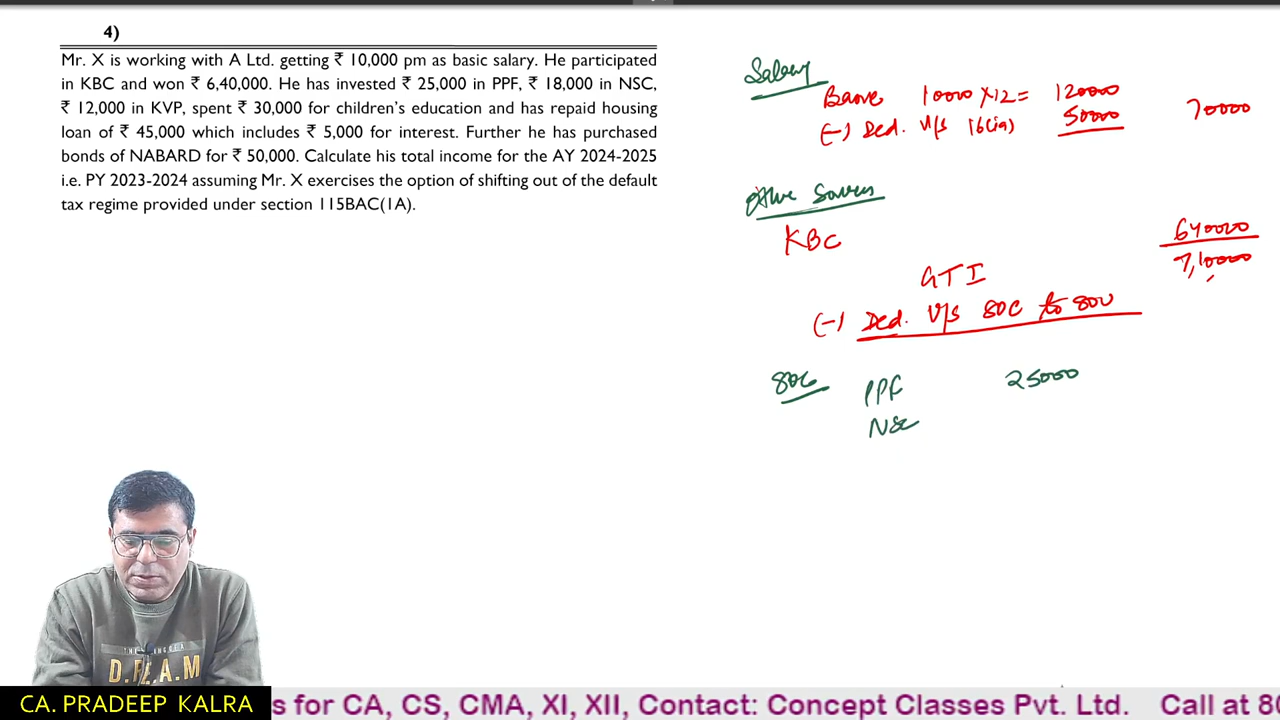 4)
Mr. X is working with A Ltd. getting ₹ 10,000 pm as basic salary. He participated
in KBC and won ₹ 6,40,000. He has invested ₹ 25,000 in PPF, ₹ 18,000 in NSC,
₹ 12,000 in KVP, spent ₹ 30,000 for children's education and has repaid housing
loan of ₹ 45,000 which includes ₹ 5,000 for interest. Further he has purchased
bonds of NABARD for ₹ 50,000. Calculate his total income for the AY 2024-2025
i.e. PY 2023-2024 assuming Mr. X exercises the option of shifting out of the default
tax regime provided under section 115BAC(1A).
Salary
10000 X12 = 120000
(-) Ded. U/s 16(ia) 50000 70000
Other Sources
KBC 640000
GTI 7,10000
(-) Ded. U/s 80C to 80U
80C PPF 25000
NSC
THE KING OF LA
D.REAM
CA. PRADEEP KALRA
s for CA, CS, CMA, XI, XII, Contact: Concept Classes Pvt. Ltd. Call at 80